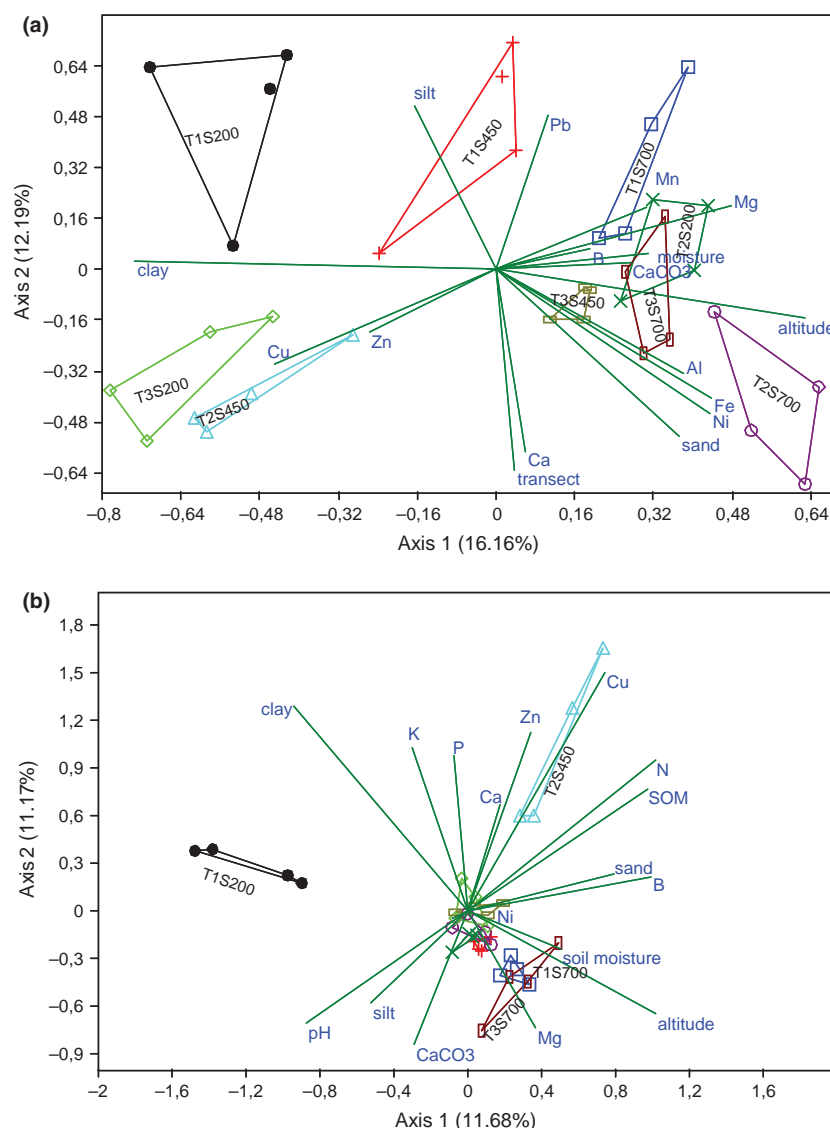 (a)
0,64
0,48
0,32
0,16
0
–0,16
–0,32
–0,48
–0,64
Axis 2 (12.19%)
T1S200
silt
T1S450
Pb
T1S700
Mn
Mg
T2S200
clay
B
moisture
CaCO3
T3S450
T3S700
altitude
Cu
Zn
T3S200
T2S450
Al
Fe
Ni
T2S700
sand
Ca
transect
–0,8
–0,64
–0,48
–0,32
–0,16
0
0,16
0,32
0,48
0,64
Axis 1 (16.16%)
(b)
1,8
1,5
1,2
0,9
0,6
0,3
0
–0,3
–0,6
–0,9
Axis 2 (11.17%)
clay
K
P
Zn
Cu
T2S450
N
Ca
SOM
T1S200
sand
B
Ni
soil moisture
T1S700
T3S700
silt
pH
altitude
Mg
CaCO3
–2
–1,6
–1,2
–0,8
–0,4
0
0,4
0,8
1,2
1,6
Axis 1 (11.68%)